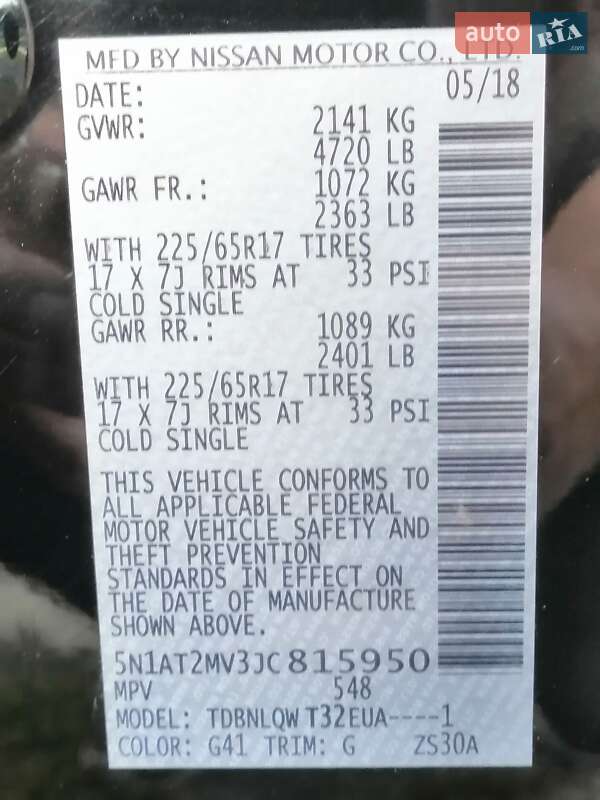 auto RIA .com
MFD BY NISSAN MOTOR CO., LTD.
DATE: 05/18
GVWR: 2141 KG
4720 LB
GAWR FR.: 1072 KG
2363 LB
WITH 225/65R17 TIRES
17 X 7J RIMS AT 33 PSI
COLD SINGLE
GAWR RR.: 1089 KG
2401 LB
WITH 225/65R17 TIRES
17 X 7J RIMS AT 33 PSI
COLD SINGLE
THIS VEHICLE CONFORMS TO
ALL APPLICABLE FEDERAL
MOTOR VEHICLE SAFETY AND
THEFT PREVENTION
STANDARDS IN EFFECT ON
THE DATE OF MANUFACTURE
SHOWN ABOVE.
5N1AT2MV3JC815950
MPV 548
MODEL: TDBNLQW T32EUA----1
COLOR: G41 TRIM: G ZS30A